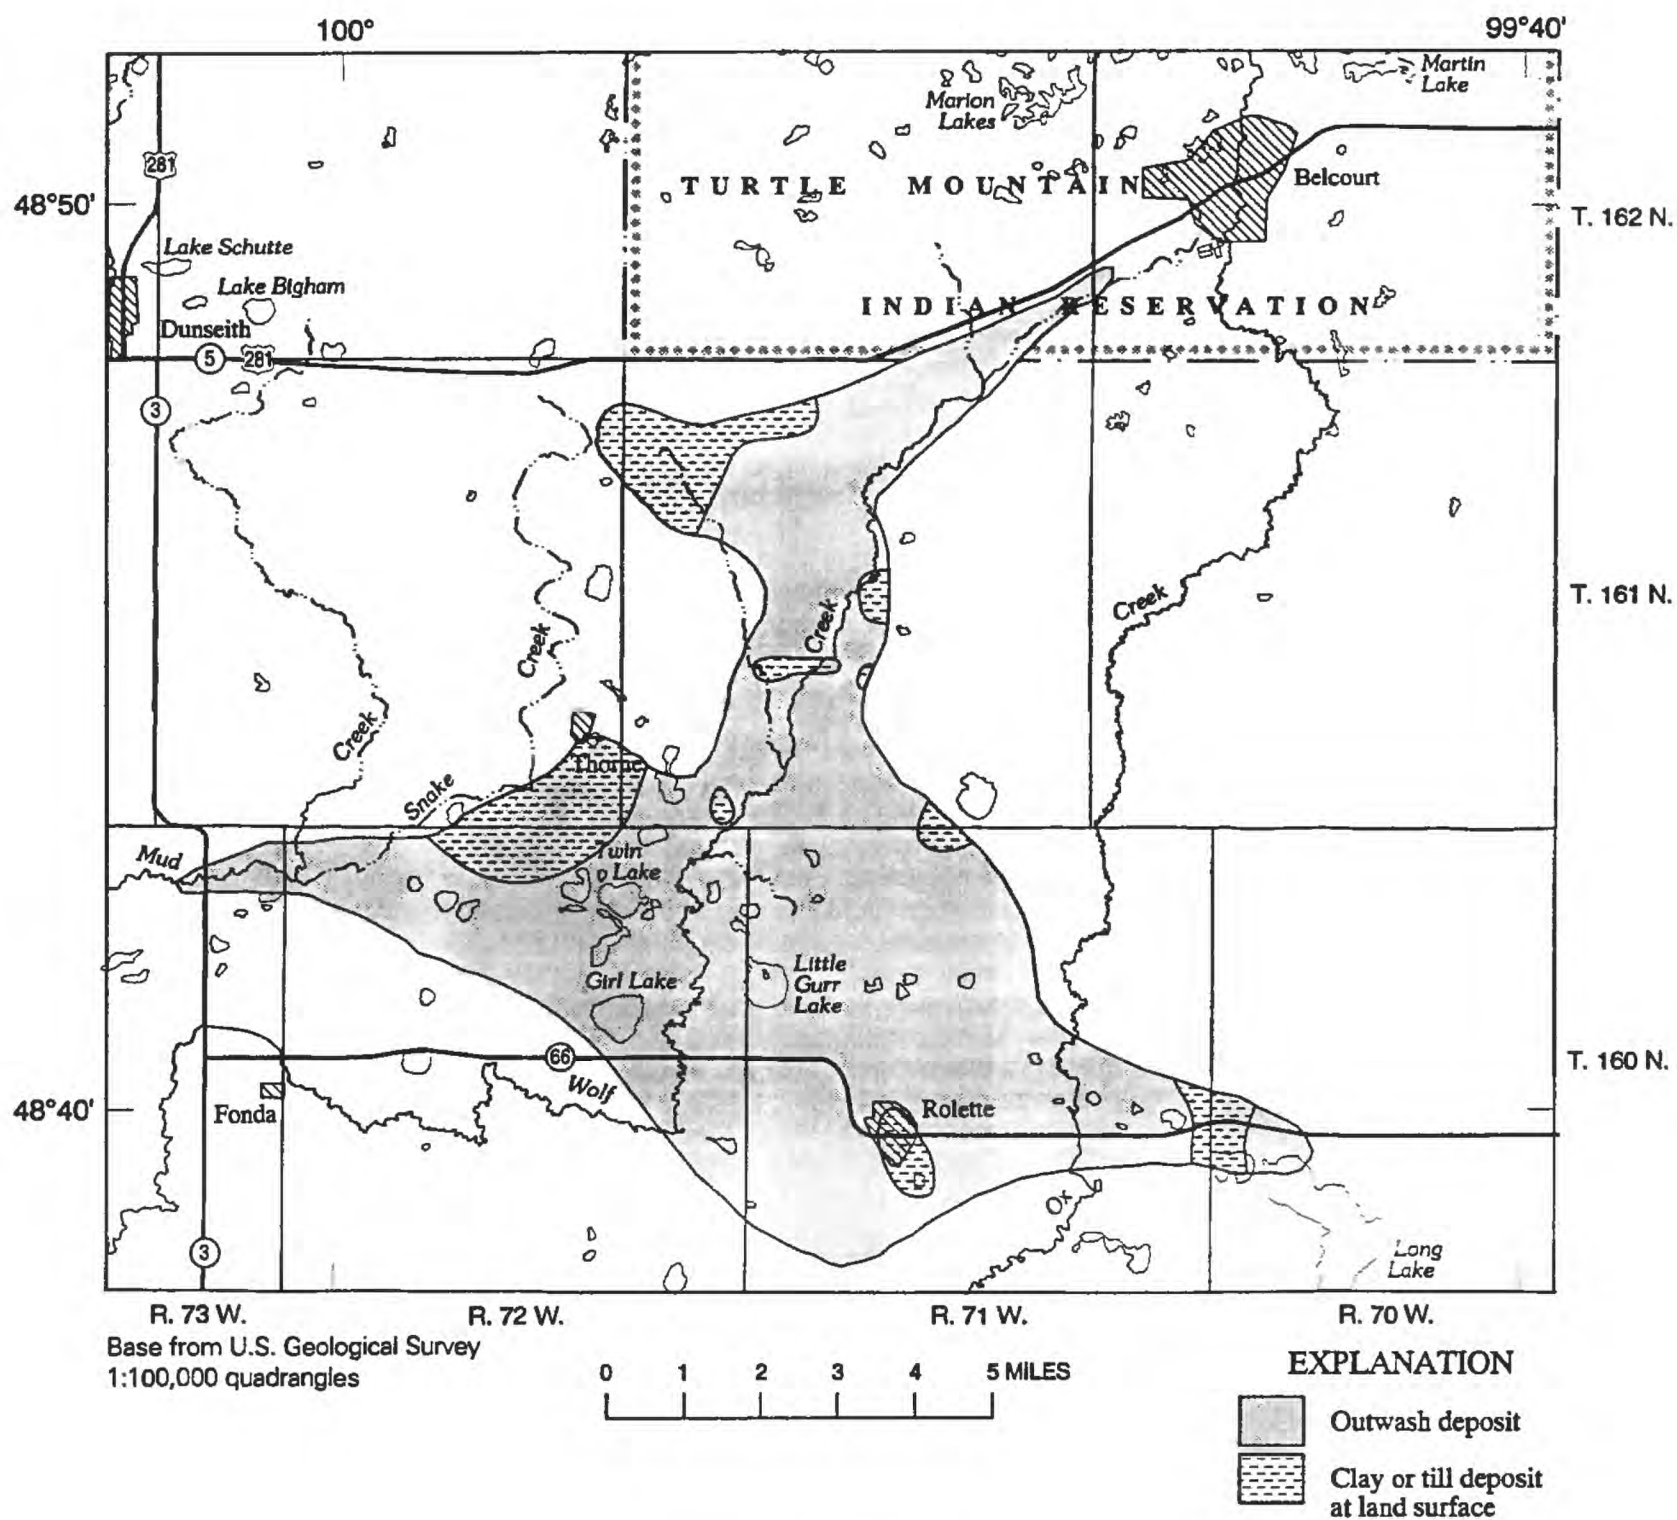 100°
99°40'
Martin
Lake
Marion
Lakes
281
TURTLE MOUNTAIN
Belcourt
48°50'
T. 162 N.
Lake Schutte
Lake Bigham
INDIAN RESERVATION
Dunseith
5
281
3
Creek
T. 161 N.
Creek
Creek
Creek
Thorne
Snake
Mud
Twin
Lake
Girl Lake
Little
Gurr
Lake
66
T. 160 N.
Wolf
48°40'
Fonda
Rolette
Ox
3
Long
Lake
R. 73 W.
R. 72 W.
R. 71 W.
R. 70 W.
Base from U.S. Geological Survey
1:100,000 quadrangles
0 1 2 3 4 5 MILES
EXPLANATION
Outwash deposit
Clay or till deposit
at land surface